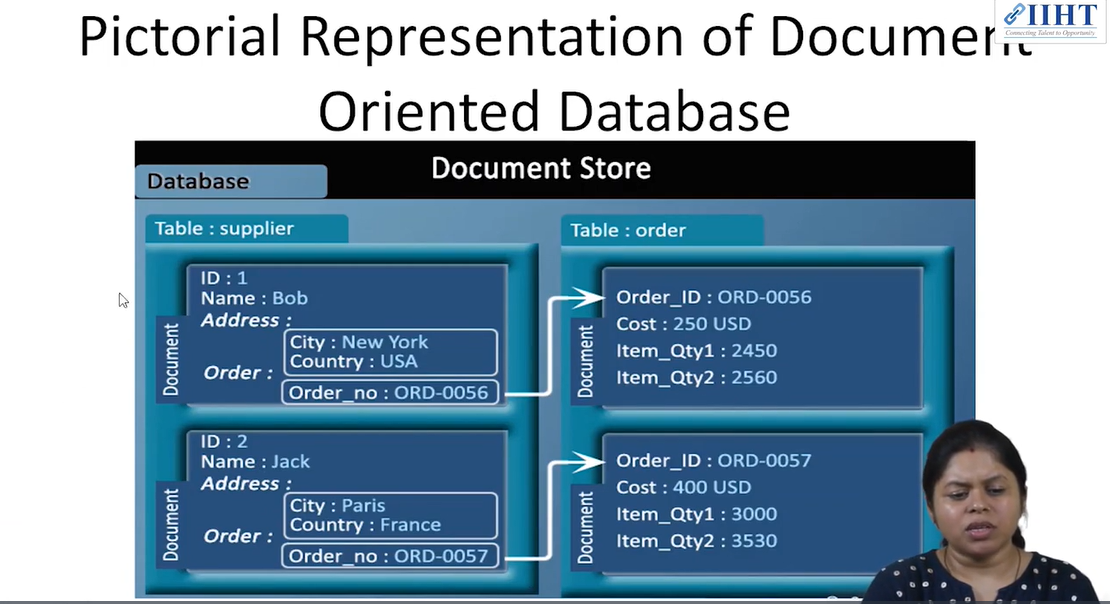 Pictorial Representation of Document
Oriented Database
IIHT
Connecting Talent to Opportunity
Document Store
Database
Table : supplier
Document
ID : 1
Name : Bob
Address :
City : New York
Country : USA
Order :
Order_no : ORD-0056
Document
ID : 2
Name : Jack
Address :
City : Paris
Country : France
Order :
Order_no : ORD-0057
Table : order
Document
Order_ID : ORD-0056
Cost : 250 USD
Item_Qty1 : 2450
Item_Qty2 : 2560
Document
Order_ID : ORD-0057
Cost : 400 USD
Item_Qty1 : 3000
Item_Qty2 : 3530